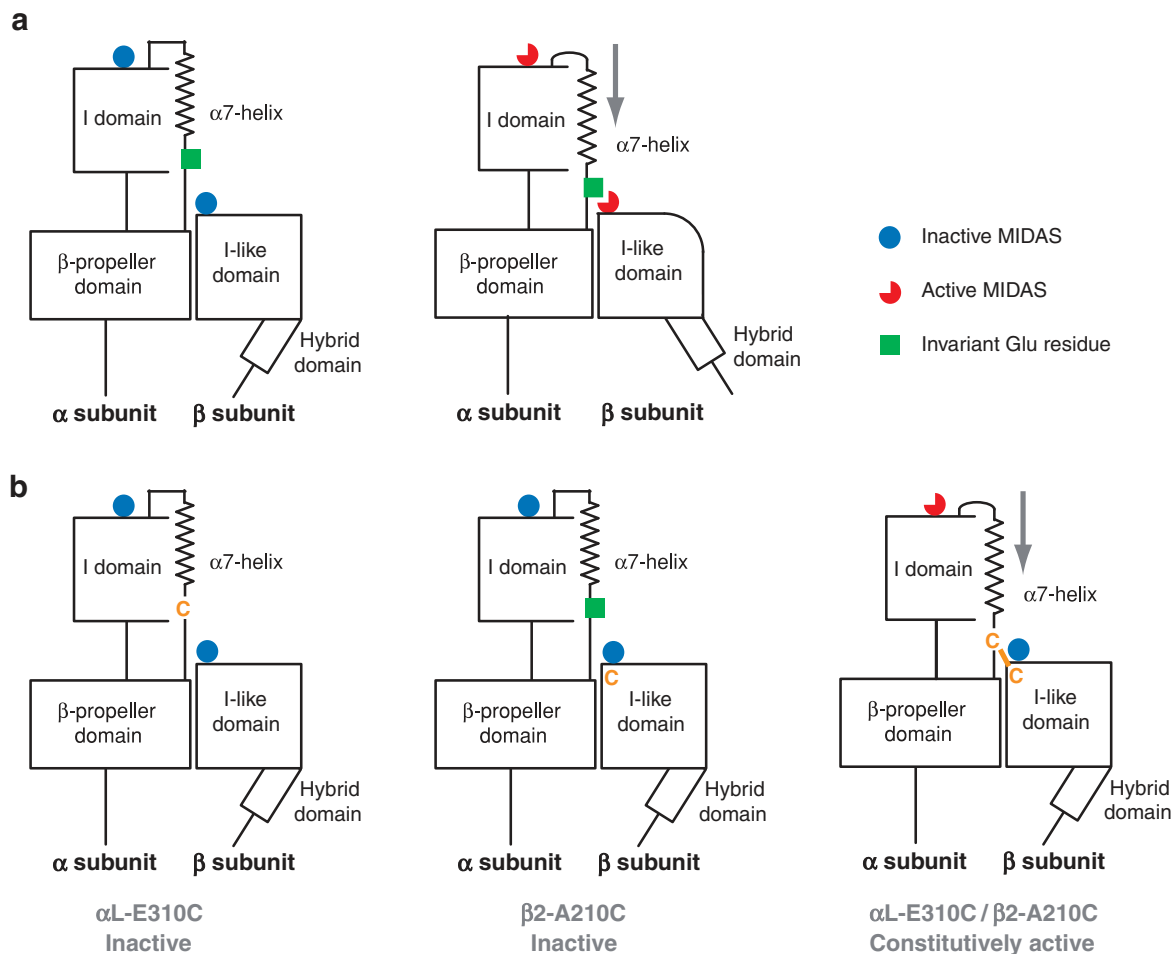 a
I domain
α7-helix
β-propeller
domain
I-like
domain
Hybrid
domain
α subunit
β subunit
I domain
α7-helix
β-propeller
domain
I-like
domain
Hybrid
domain
α subunit
β subunit
Inactive MIDAS
Active MIDAS
Invariant Glu residue
b
I domain
α7-helix
C
β-propeller
domain
I-like
domain
Hybrid
domain
α subunit
β subunit
αL-E310C
Inactive
I domain
α7-helix
C
β-propeller
domain
I-like
domain
Hybrid
domain
α subunit
β subunit
β2-A210C
Inactive
I domain
α7-helix
C
C
β-propeller
domain
I-like
domain
Hybrid
domain
α subunit
β subunit
αL-E310C / β2-A210C
Constitutively active